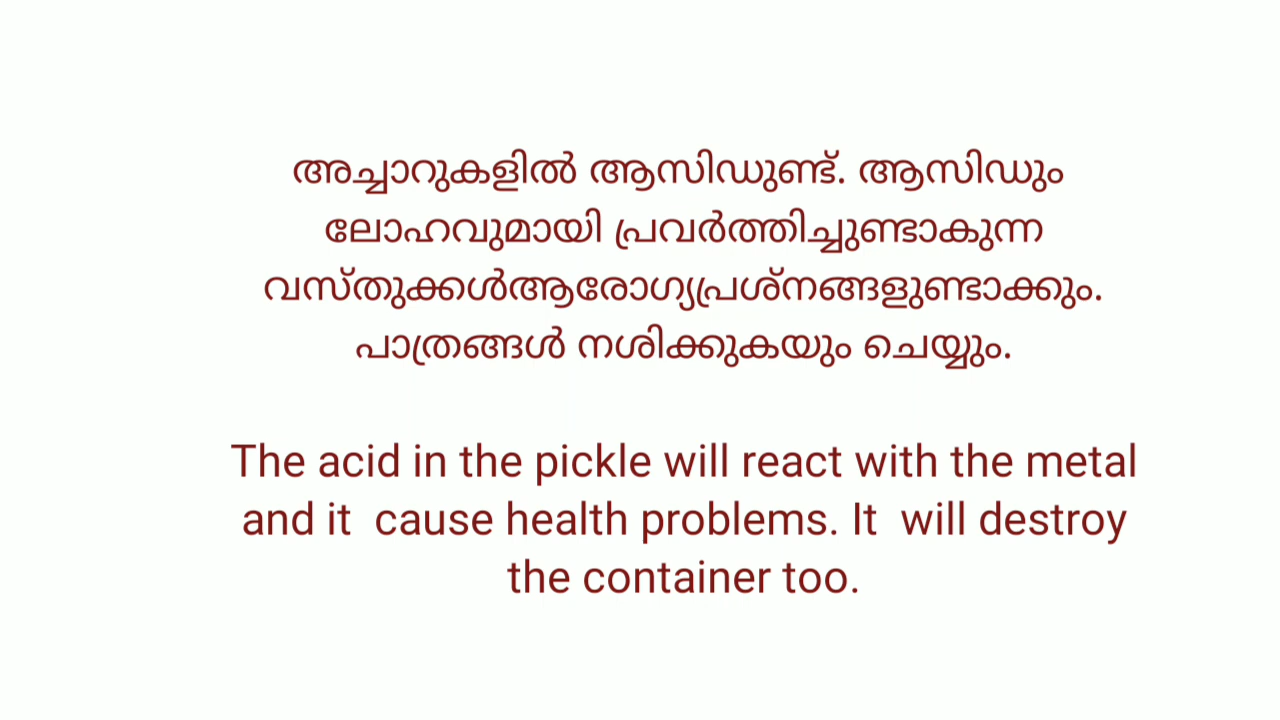 അച്ചാറുകളിൽ ആസിഡുണ്ട്. ആസിഡും
ലോഹവുമായി പ്രവർത്തിച്ചുണ്ടാകുന്ന
വസ്തുക്കൾആരോഗ്യപ്രശ്നങ്ങളുണ്ടാക്കും.
പാത്രങ്ങൾ നശിക്കുകയും ചെയ്യും.
The acid in the pickle will react with the metal
and it  cause health problems. It  will destroy
the container too.